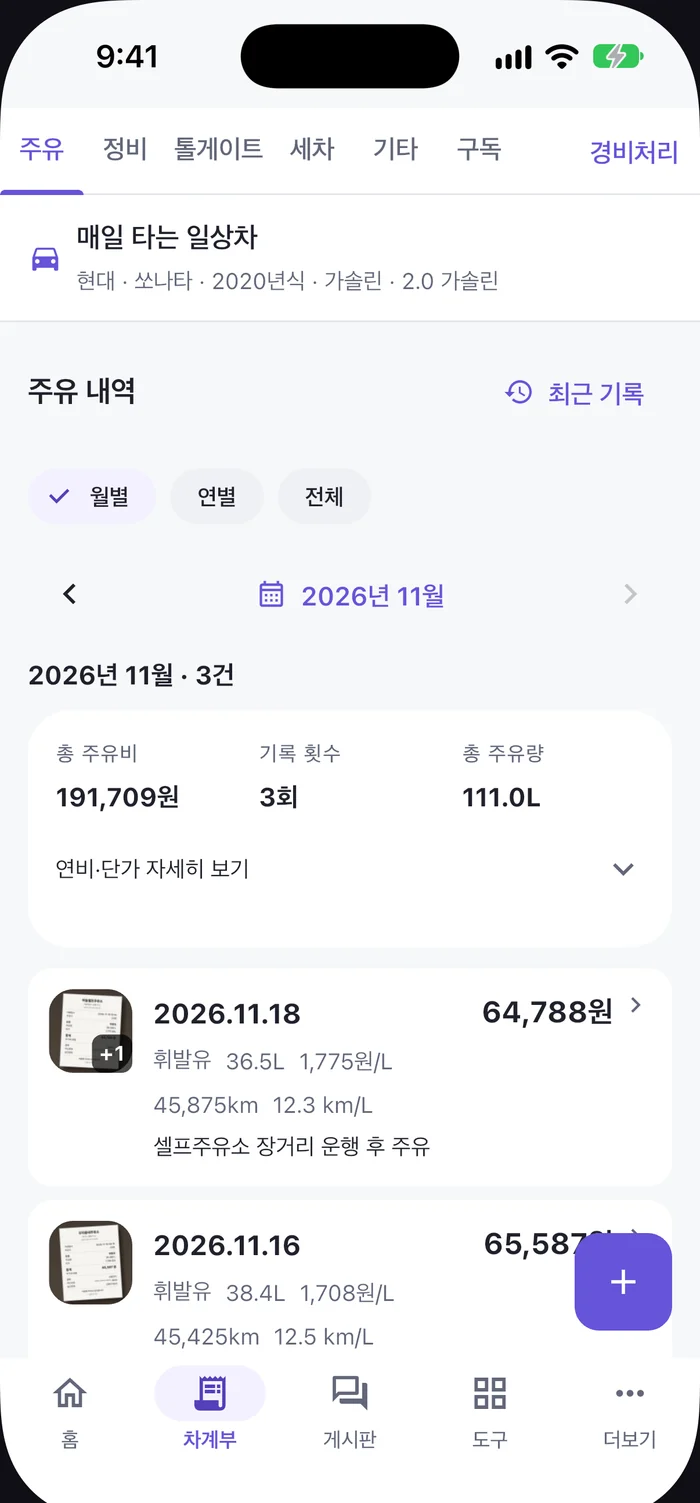 9:41
주유 정비 톨게이트 세차 기타 구독 경비처리
매일 타는 일상차
현대 · 쏘나타 · 2020년식 · 가솔린 · 2.0 가솔린
주유 내역 최근 기록
월별 연별 전체
2026년 11월
2026년 11월 · 3건
총 주유비 기록 횟수 총 주유량
191,709원 3회 111.0L
연비·단가 자세히 보기
2026.11.18 64,788원
+1
휘발유 36.5L 1,775원/L
45,875km 12.3 km/L
셀프주유소 장거리 운행 후 주유
2026.11.16 65,587원
휘발유 38.4L 1,708원/L
45,425km 12.5 km/L
홈 차계부 게시판 도구 더보기